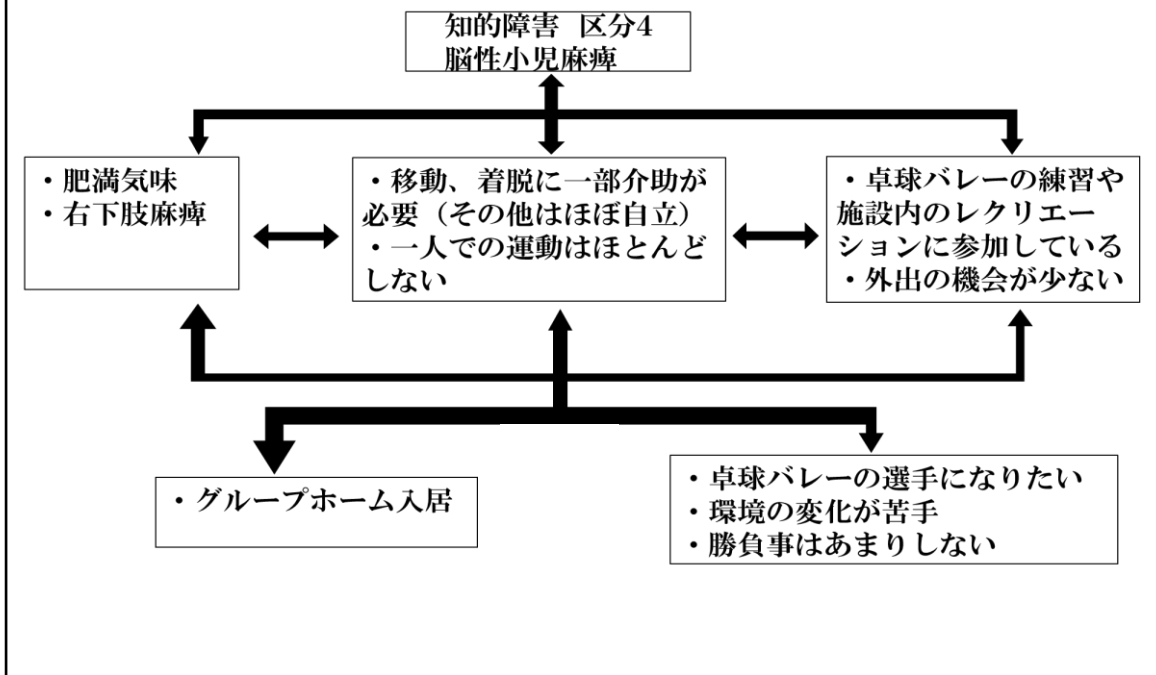 知的障害 区分4
脳性小児麻痺
・肥満気味
・右下肢麻痺
・移動、着脱に一部介助が
必要（その他はほぼ自立）
・一人での運動はほとんど
しない
・卓球バレーの練習や
施設内のレクリエー
ションに参加している
・外出の機会が少ない
・グループホーム入居
・卓球バレーの選手になりたい
・環境の変化が苦手
・勝負事はあまりしない